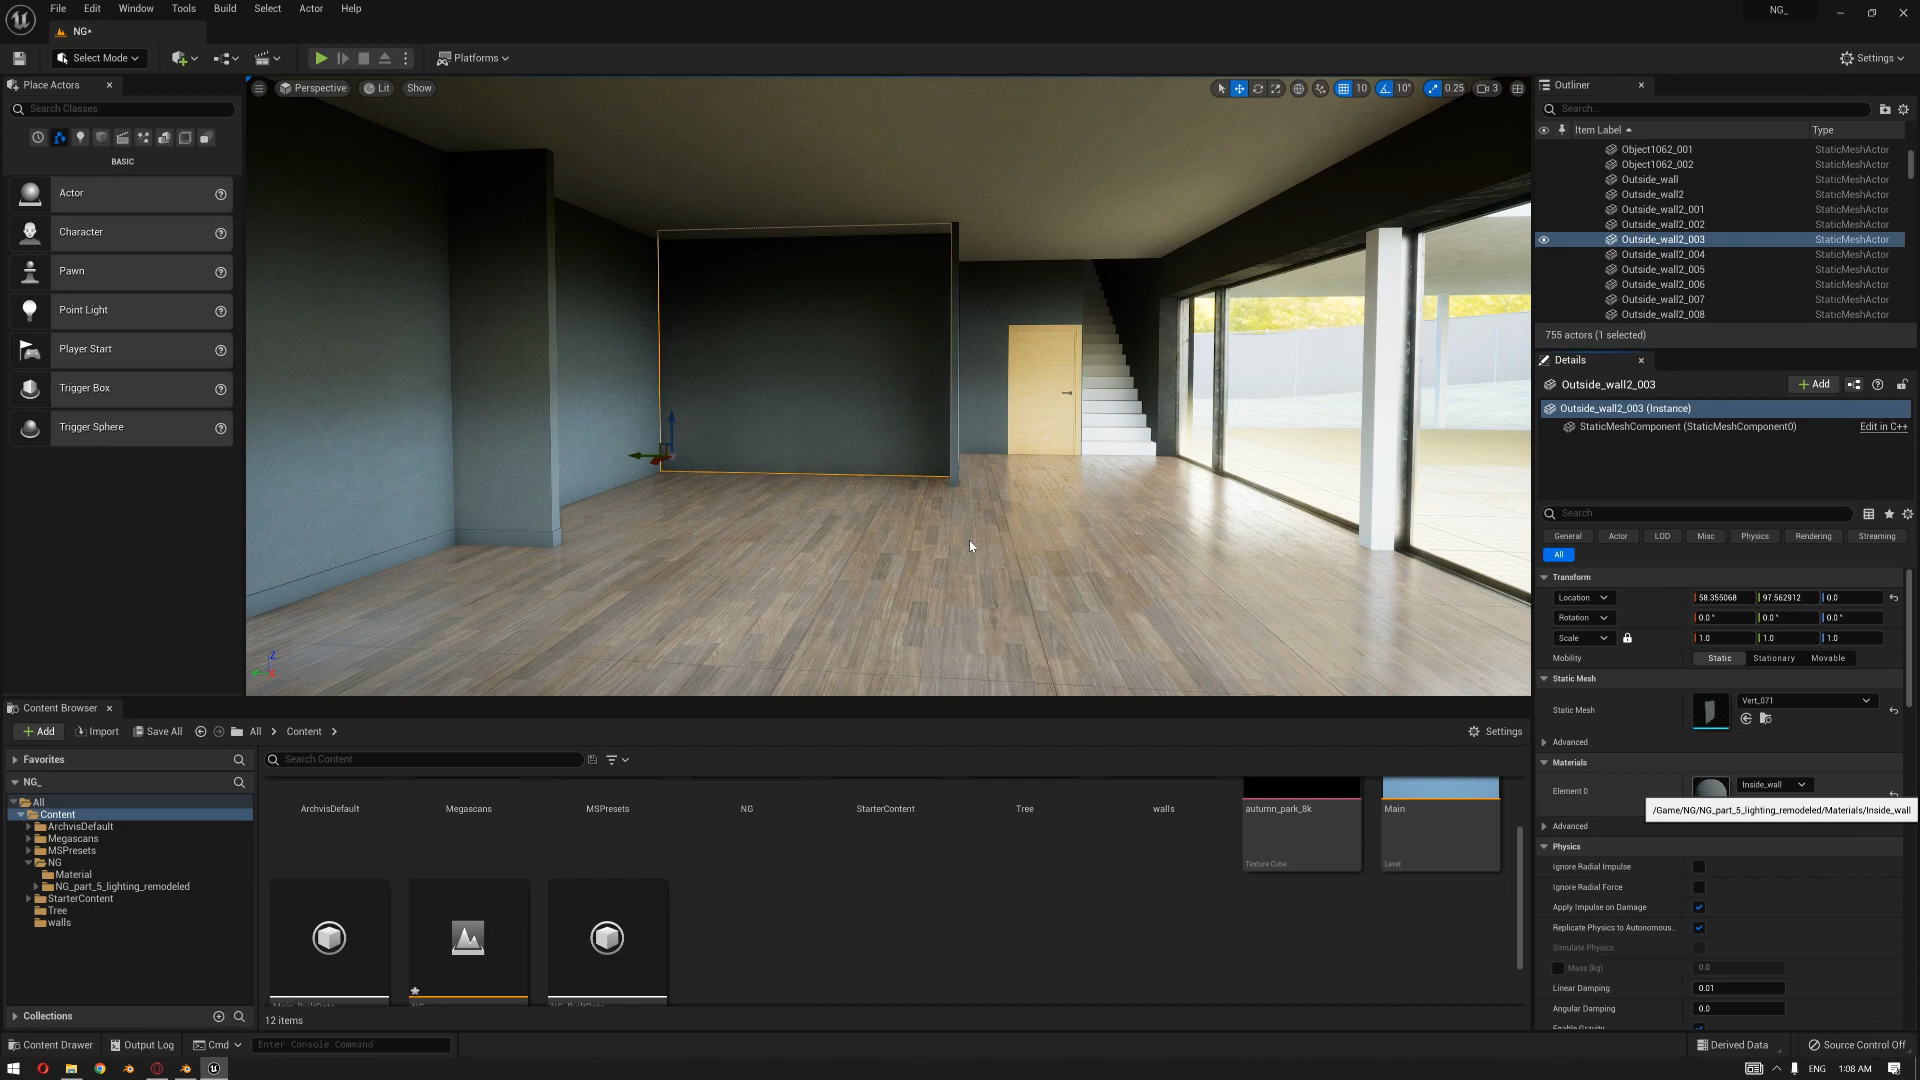 File Edit Window Tools Build Select Actor Help
NG_
NG*
Select Mode
Platforms
Settings
Place Actors
Search Classes
BASIC
Actor
Character
Pawn
Point Light
Player Start
Trigger Box
Trigger Sphere
Perspective Lit Show
10 10° 0.25 3
Z
Outliner
Search...
Item Label Type
Object1062_001 StaticMeshActor
Object1062_002 StaticMeshActor
Outside_wall StaticMeshActor
Outside_wall2 StaticMeshActor
Outside_wall2_001 StaticMeshActor
Outside_wall2_002 StaticMeshActor
Outside_wall2_003 StaticMeshActor
Outside_wall2_004 StaticMeshActor
Outside_wall2_005 StaticMeshActor
Outside_wall2_006 StaticMeshActor
Outside_wall2_007 StaticMeshActor
Outside_wall2_008 StaticMeshActor
755 actors (1 selected)
Details
Outside_wall2_003 Add
Outside_wall2_003 (Instance)
StaticMeshComponent (StaticMeshComponent0) Edit in C++
Search
General Actor LOD Misc Physics Rendering Streaming
All
Transform
Location 58.355068 97.562912 0.0
Rotation 0.0 ° 0.0 ° 0.0 °
Scale 1.0 1.0 1.0
Mobility Static Stationary Movable
Static Mesh
Static Mesh Vert_071
Advanced
Materials
Element 0 Inside_wall
/Game/NG/NG_part_5_lighting_remodeled/Materials/Inside_wall
Advanced
Physics
Ignore Radial Impulse
Ignore Radial Force
Apply Impulse on Damage
Replicate Physics to Autonomous...
Simulate Physics
Mass (kg) 0.0
Linear Damping 0.01
Angular Damping 0.0
Enable Gravity
Content Browser
Add Import Save All All Content
Settings
Favorites
NG_
All
Content
ArchvisDefault
Megascans
MSPresets
NG
Material
NG_part_5_lighting_remodeled
StarterContent
Tree
walls
Collections
Search Content
ArchvisDefault Megascans MSPresets NG StarterContent Tree walls autumn_park_8k Main
Texture Cube Level
Main_BuiltData NG NG_BuiltData
12 items
Content Drawer Output Log Cmd Enter Console Command
Derived Data Source Control Off
ENG 1:08 AM